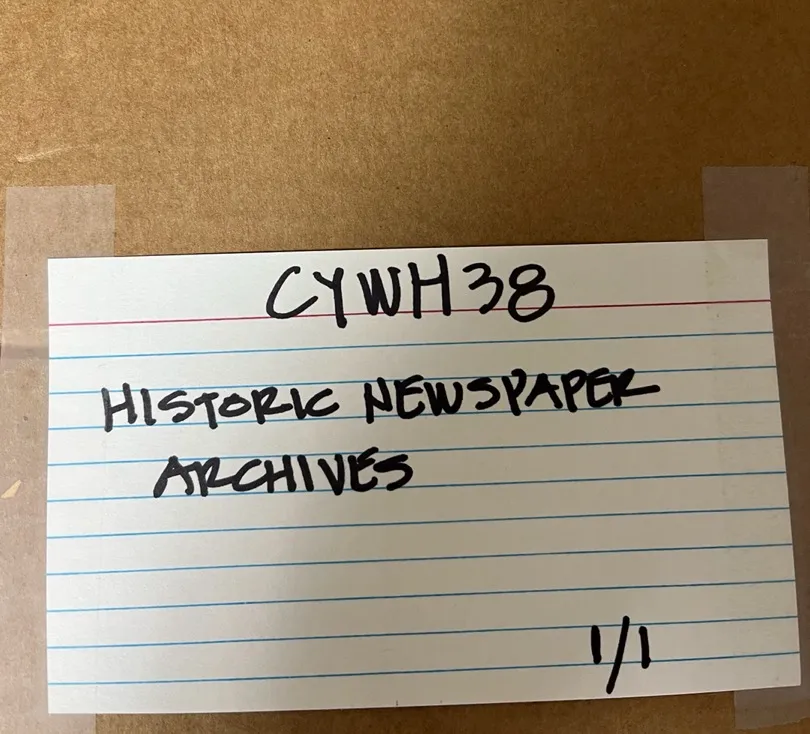 CYWH38
HISTORIC NEWSPAPER
ARCHIVES
1/1